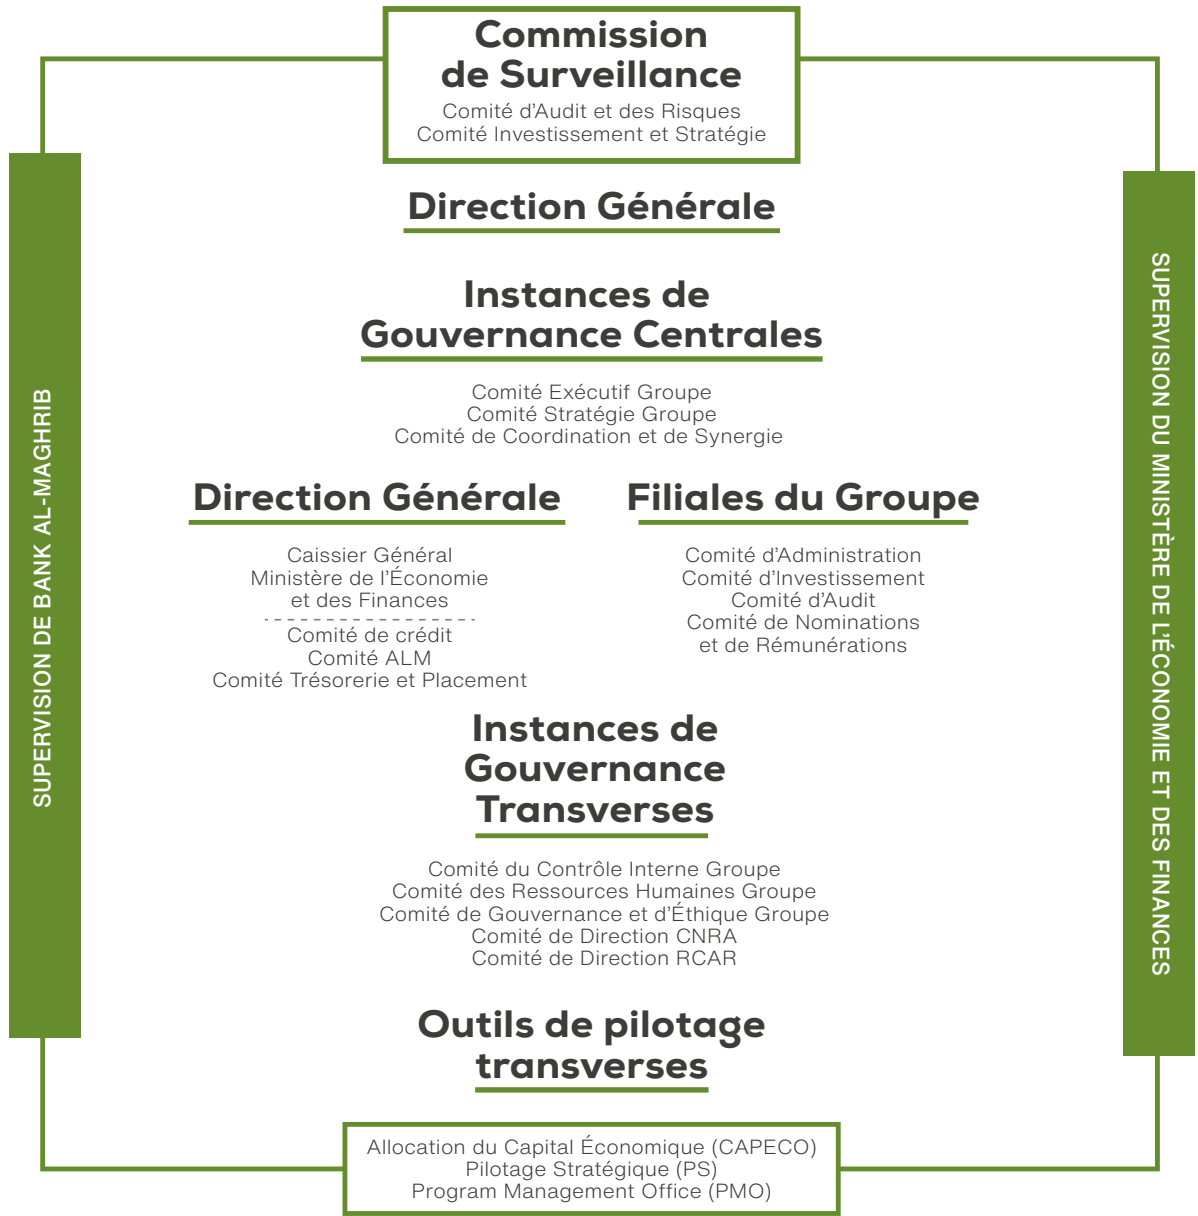 Commission
de Surveillance
Comité d'Audit et des Risques
Comité Investissement et Stratégie
Direction Générale
Instances de
Gouvernance Centrales
Comité Exécutif Groupe
Comité Stratégie Groupe
Comité de Coordination et de Synergie
Direction Générale
Caissier Général
Ministère de l'Économie
et des Finances
Comité de crédit
Comité ALM
Comité Trésorerie et Placement
Filiales du Groupe
Comité d'Administration
Comité d'Investissement
Comité d'Audit
Comité de Nominations
et de Rémunérations
Instances de
Gouvernance
Transverses
Comité du Contrôle Interne Groupe
Comité des Ressources Humaines Groupe
Comité de Gouvernance et d'Éthique Groupe
Comité de Direction CNRA
Comité de Direction RCAR
Outils de pilotage
transverses
Allocation du Capital Économique (CAPECO)
Pilotage Stratégique (PS)
Program Management Office (PMO)
SUPERVISION DE BANK AL-MAGHRIB
SUPERVISION DU MINISTÈRE DE L'ÉCONOMIE ET DES FINANCES